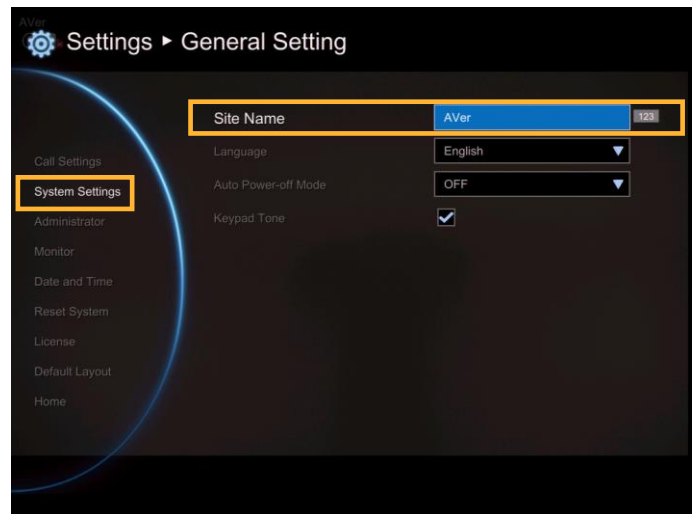 AVer
Settings ► General Setting
Site Name AVer 123
Language English
Auto Power-off Mode OFF
Keypad Tone
Call Settings
System Settings
Administrator
Monitor
Date and Time
Reset System
License
Default Layout
Home